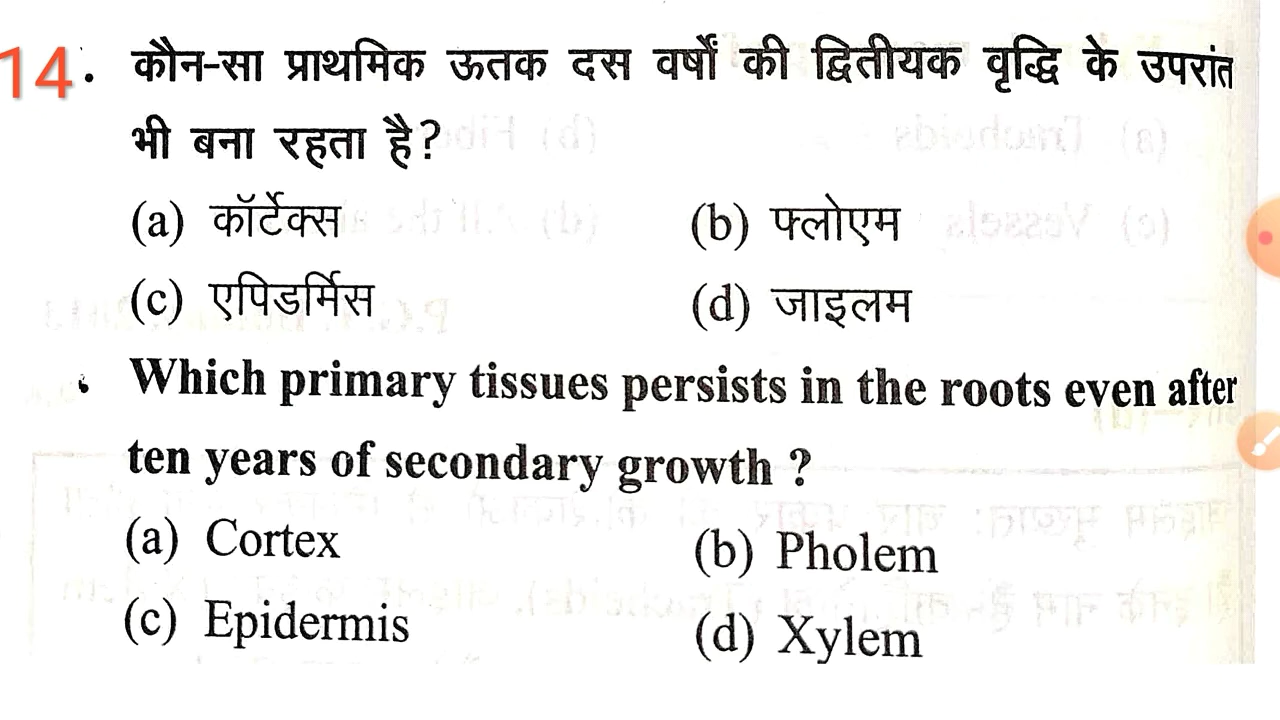 14. कौन-सा प्राथमिक ऊतक दस वर्षों की द्वितीयक वृद्धि के उपरांत
भी बना रहता है?
(a) कॉर्टेक्स (b) फ्लोएम
(c) एपिडर्मिस (d) जाइलम
Which primary tissues persists in the roots even after
ten years of secondary growth ?
(a) Cortex (b) Pholem
(c) Epidermis (d) Xylem